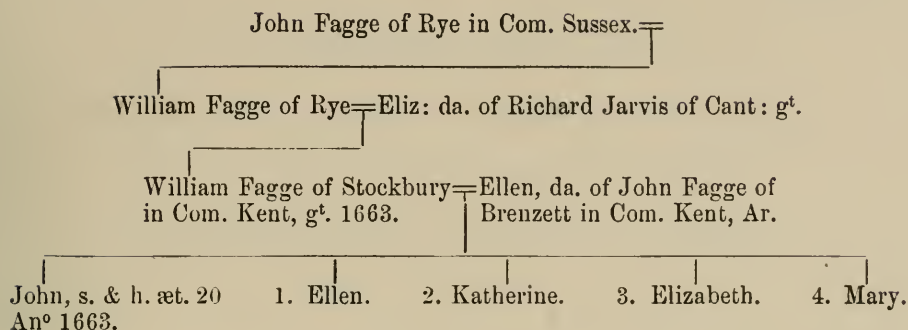 John Fagge of Rye in Com. Sussex.
William Fagge of Rye=Eliz: da. of Richard Jarvis of Cant: gᵗ.
William Fagge of Stockbury=Ellen, da. of John Fagge of
in Com. Kent, gᵗ. 1663. Brenzett in Com. Kent, Ar.
John, s. & h. æt. 20 1. Ellen. 2. Katherine. 3. Elizabeth. 4. Mary.
Anº 1663.